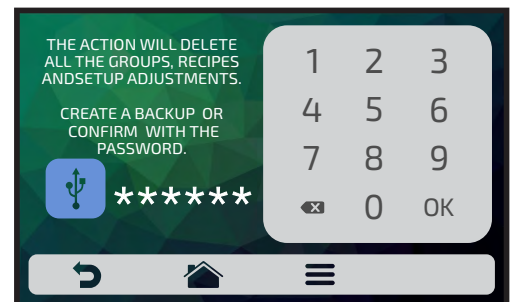 THE ACTION WILL DELETE
ALL THE GROUPS, RECIPES
ANDSETUP ADJUSTMENTS.
CREATE A BACKUP OR
CONFIRM WITH THE
PASSWORD.
******
1 2 3
4 5 6
7 8 9
0 OK